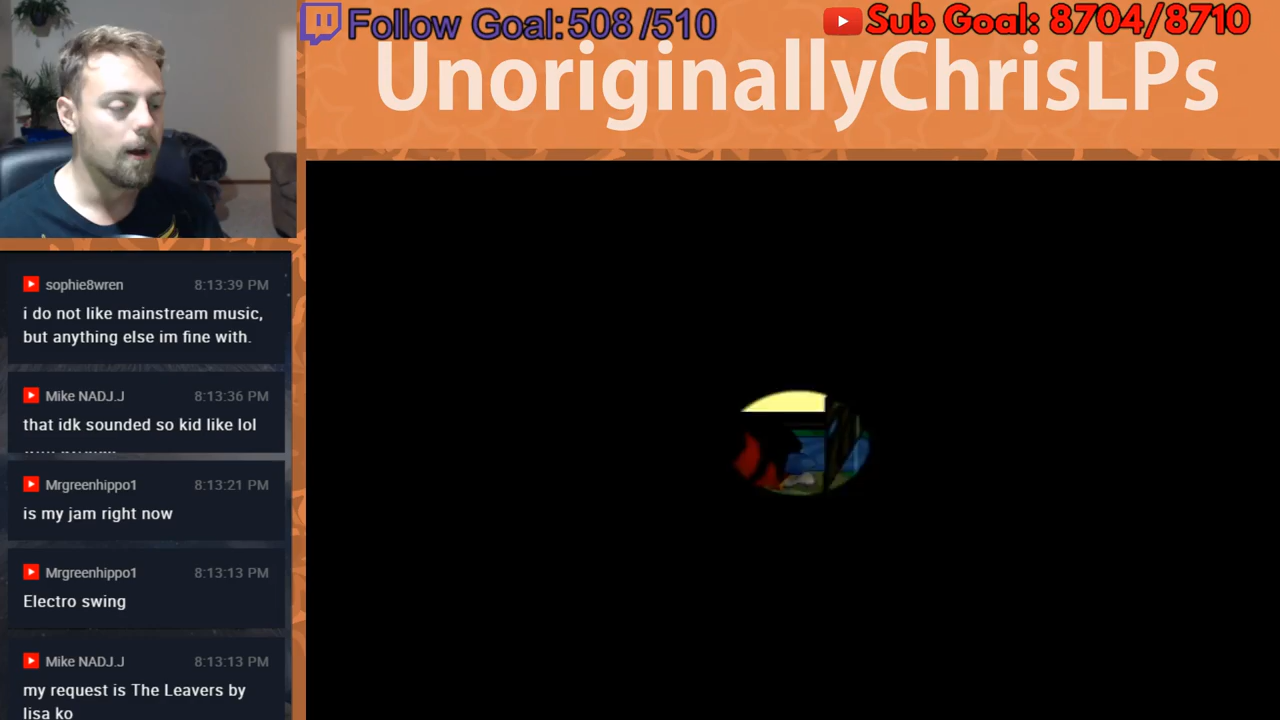 Follow Goal: 508 /510
Sub Goal: 8704/8710
UnoriginallyChrisLPs
sophie8wren 8:13:39 PM
i do not like mainstream music,
but anything else im fine with.
Mike NADJ.J 8:13:36 PM
that idk sounded so kid like lol
Mrgreenhippo1 8:13:21 PM
is my jam right now
Mrgreenhippo1 8:13:13 PM
Electro swing
Mike NADJ.J 8:13:13 PM
my request is The Leavers by
lisa ko